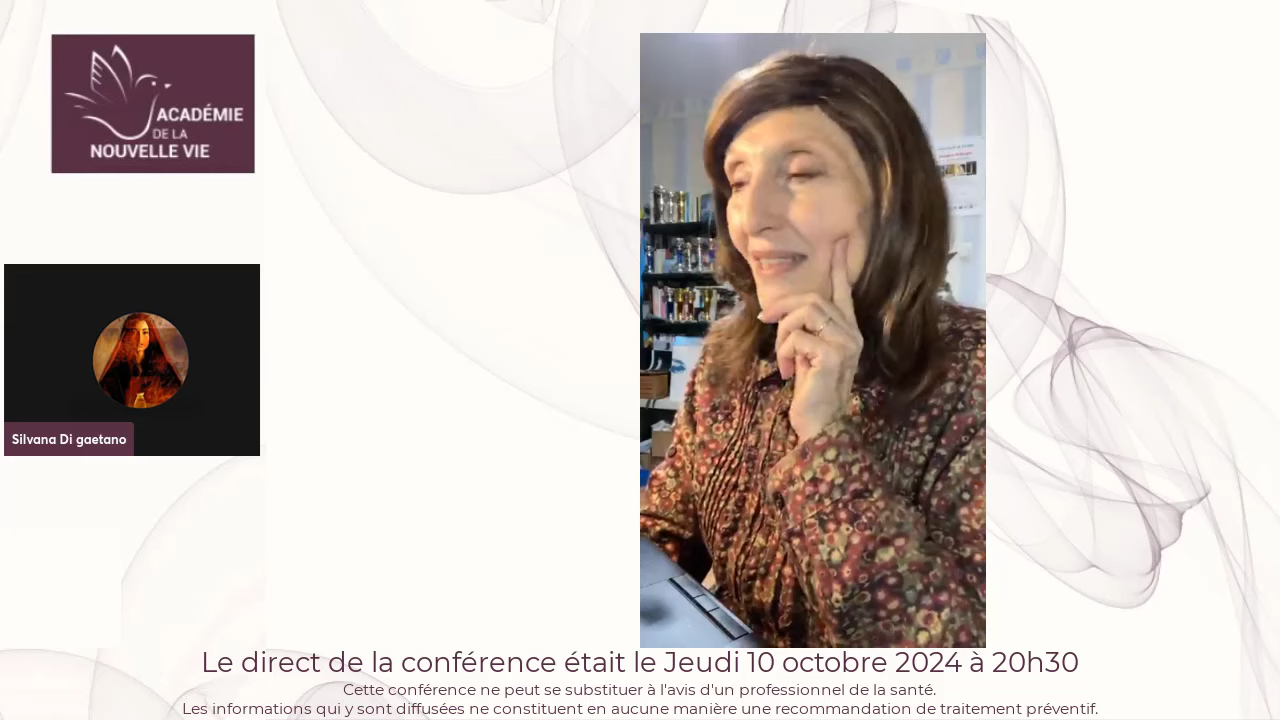 ACADÉMIE
DE LA
NOUVELLE VIE
Silvana Di gaetano
Le direct de la conférence était le Jeudi 10 octobre 2024 à 20h30
Cette conférence ne peut se substituer à l'avis d'un professionnel de la santé.
Les informations qui y sont diffusées ne constituent en aucune manière une recommandation de traitement préventif.